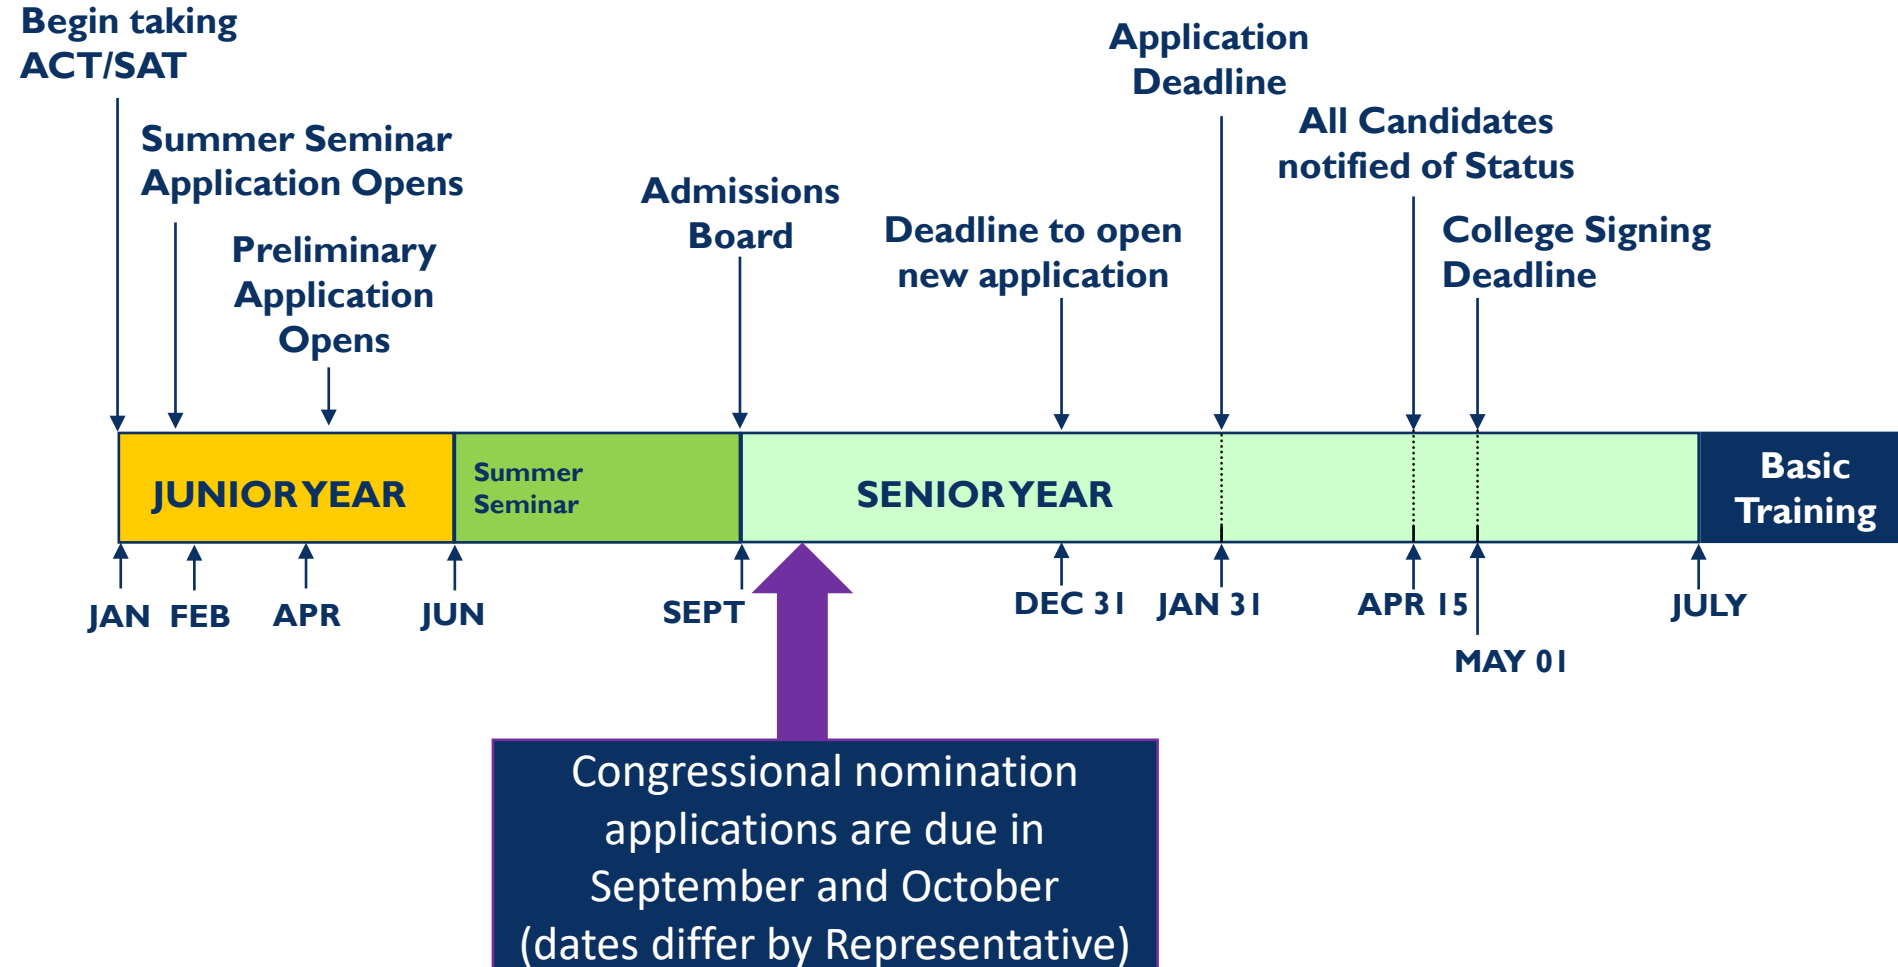 Begin taking
ACT/SAT
Summer Seminar
Application Opens
Preliminary
Application
Opens
Admissions
Board
Deadline to open
new application
Application
Deadline
All Candidates
notified of Status
College Signing
Deadline
JUNIOR YEAR
Summer
Seminar
SENIOR YEAR
Basic
Training
JAN
FEB
APR
JUN
SEPT
DEC 31
JAN 31
APR 15
MAY 01
JULY
Congressional nomination
applications are due in
September and October
(dates differ by Representative)